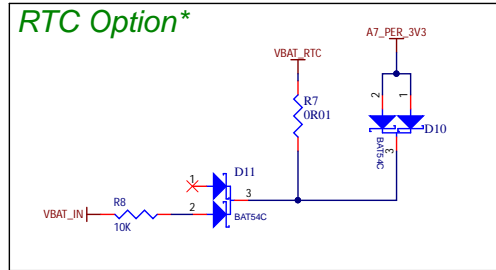 RTC Option*
A7_PER_3V3
VBAT_RTC
R7
0R01
2
1
D10
BAT54C
3
D11
1
3
R8
VBAT_IN
2
BAT54C
10K